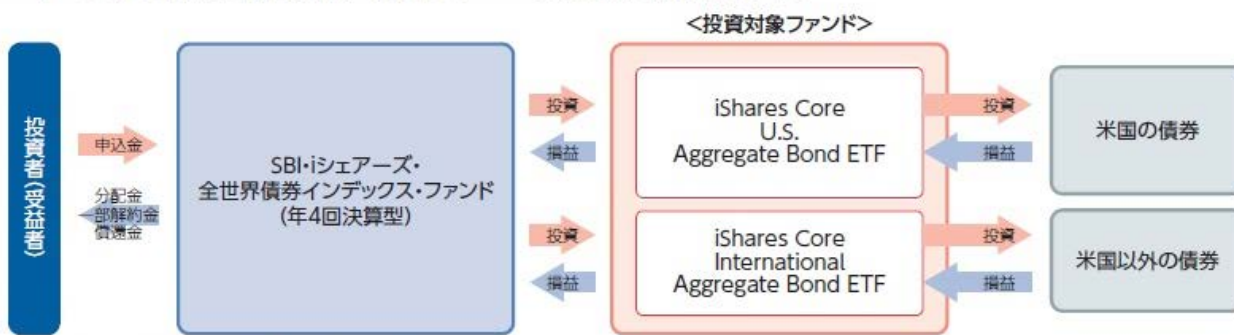 <投資対象ファンド>
投資者(受益者)
申込金
分配金
一部解約金
償還金
SBI・iシェアーズ・
全世界債券インデックス・ファンド
(年4回決算型)
投資
損益
投資
損益
iShares Core
U.S.
Aggregate Bond ETF
iShares Core
International
Aggregate Bond ETF
投資
損益
投資
損益
米国の債券
米国以外の債券